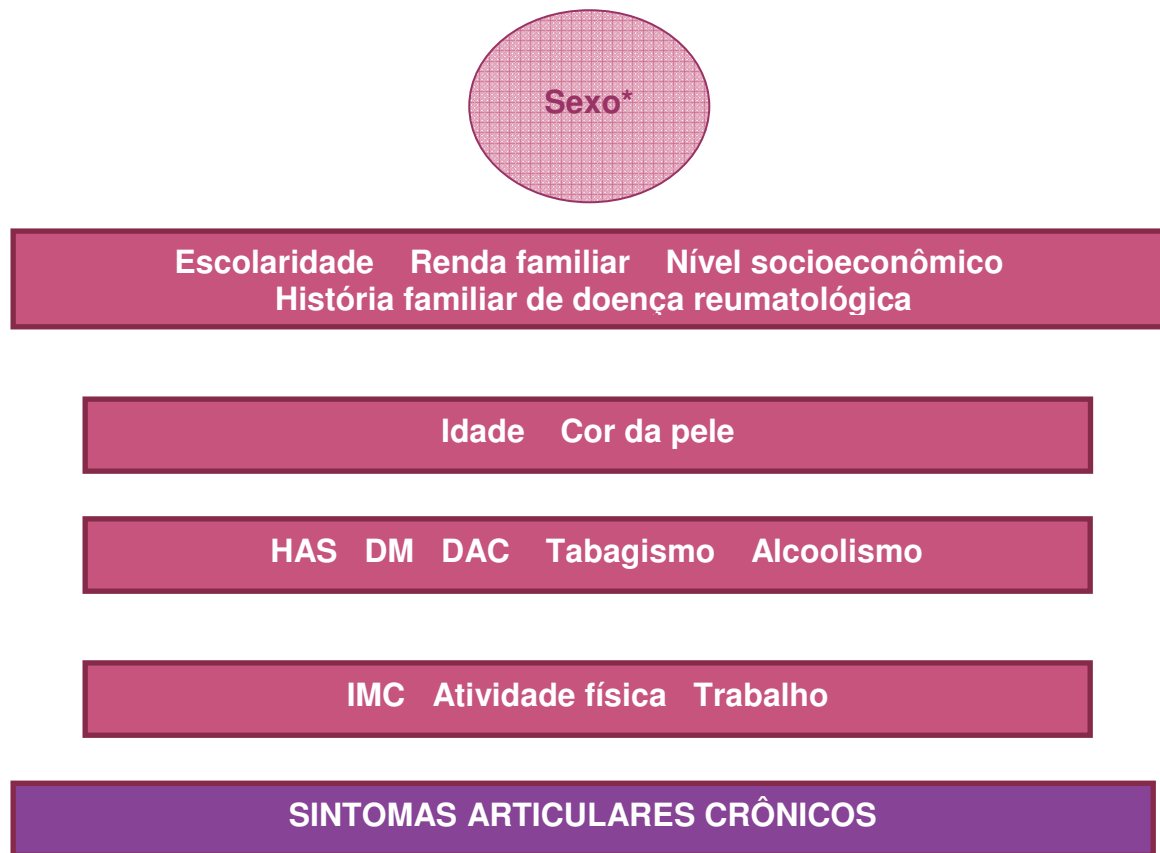 Sexo*
Escolaridade Renda familiar Nível socioeconômico
História familiar de doença reumatológica
Idade Cor da pele
HAS DM DAC Tabagismo Alcoolismo
IMC Atividade física Trabalho
SINTOMAS ARTICULARES CRÔNICOS